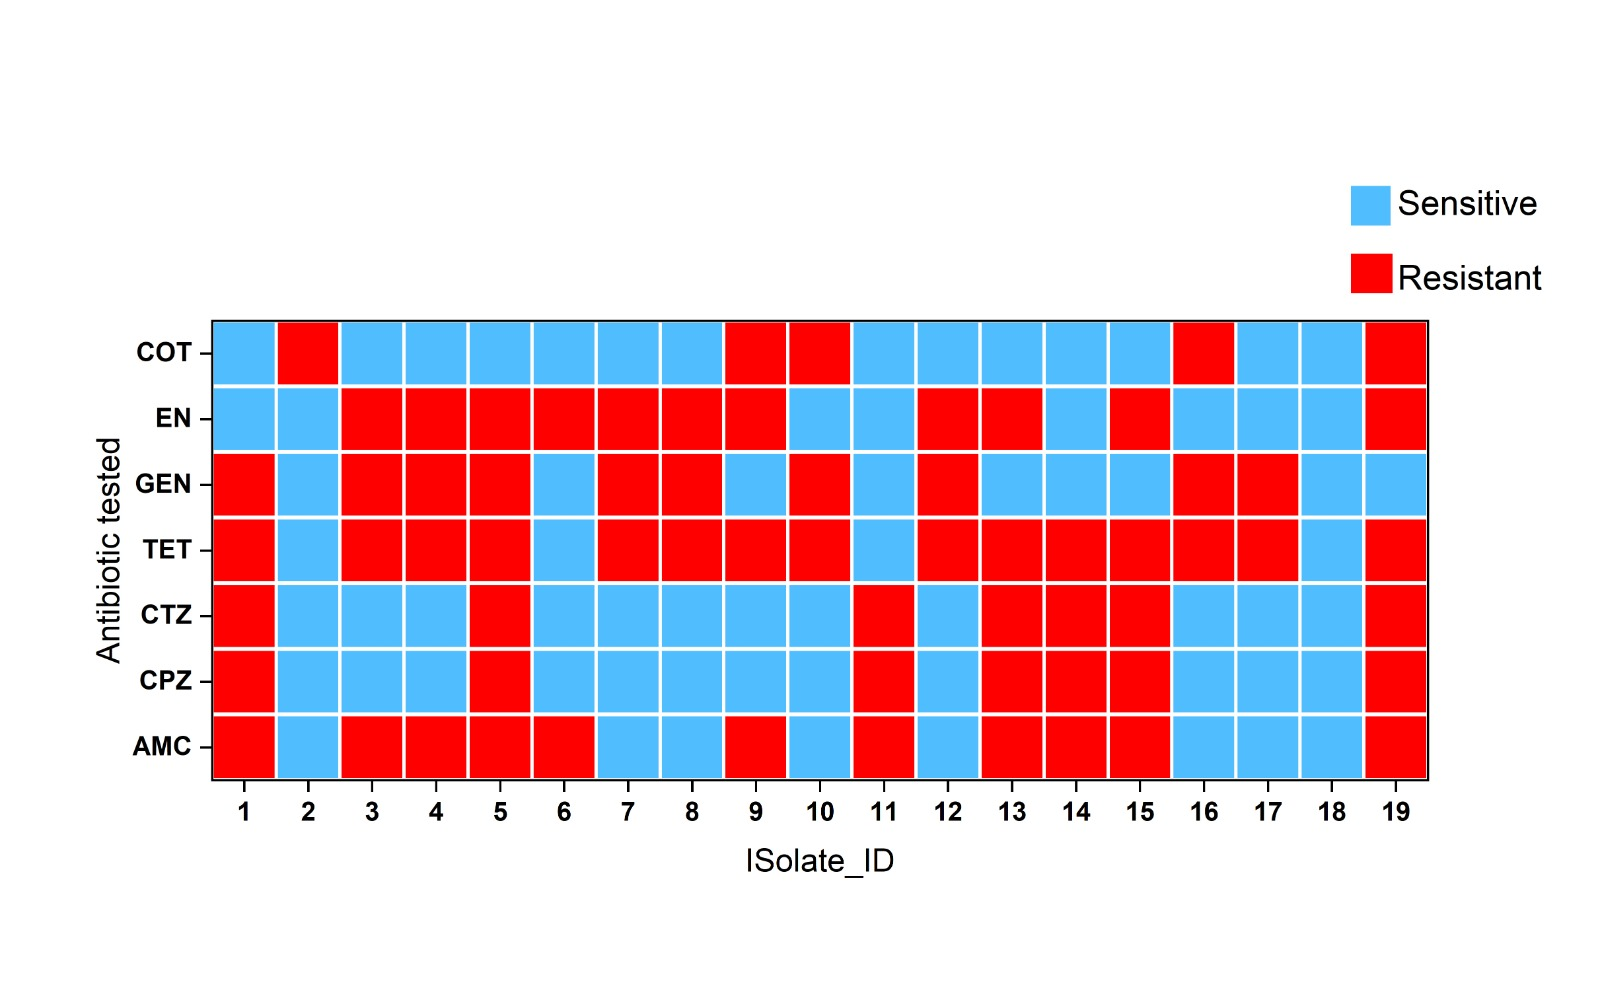 Sensitive
Resistant
COT
EN
GEN
TET
CTZ
CPZ
AMC
Antibiotic tested
1 2 3 4 5 6 7 8 9 10 11 12 13 14 15 16 17 18 19
ISolate_ID